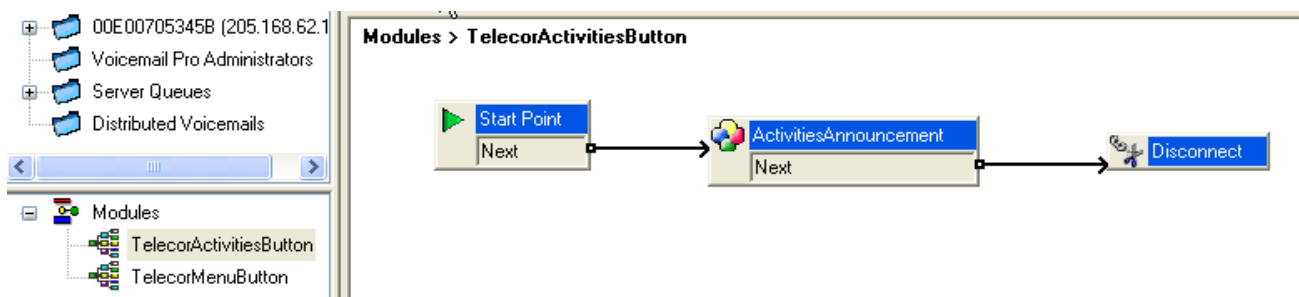 00E00705345B (205.168.62.1
Voicemail Pro Administrators
Server Queues
Distributed Voicemails
Modules
TelecorActivitiesButton
TelecorMenuButton
Modules > TelecorActivitiesButton
Start Point
Next
ActivitiesAnnouncement
Next
Disconnect